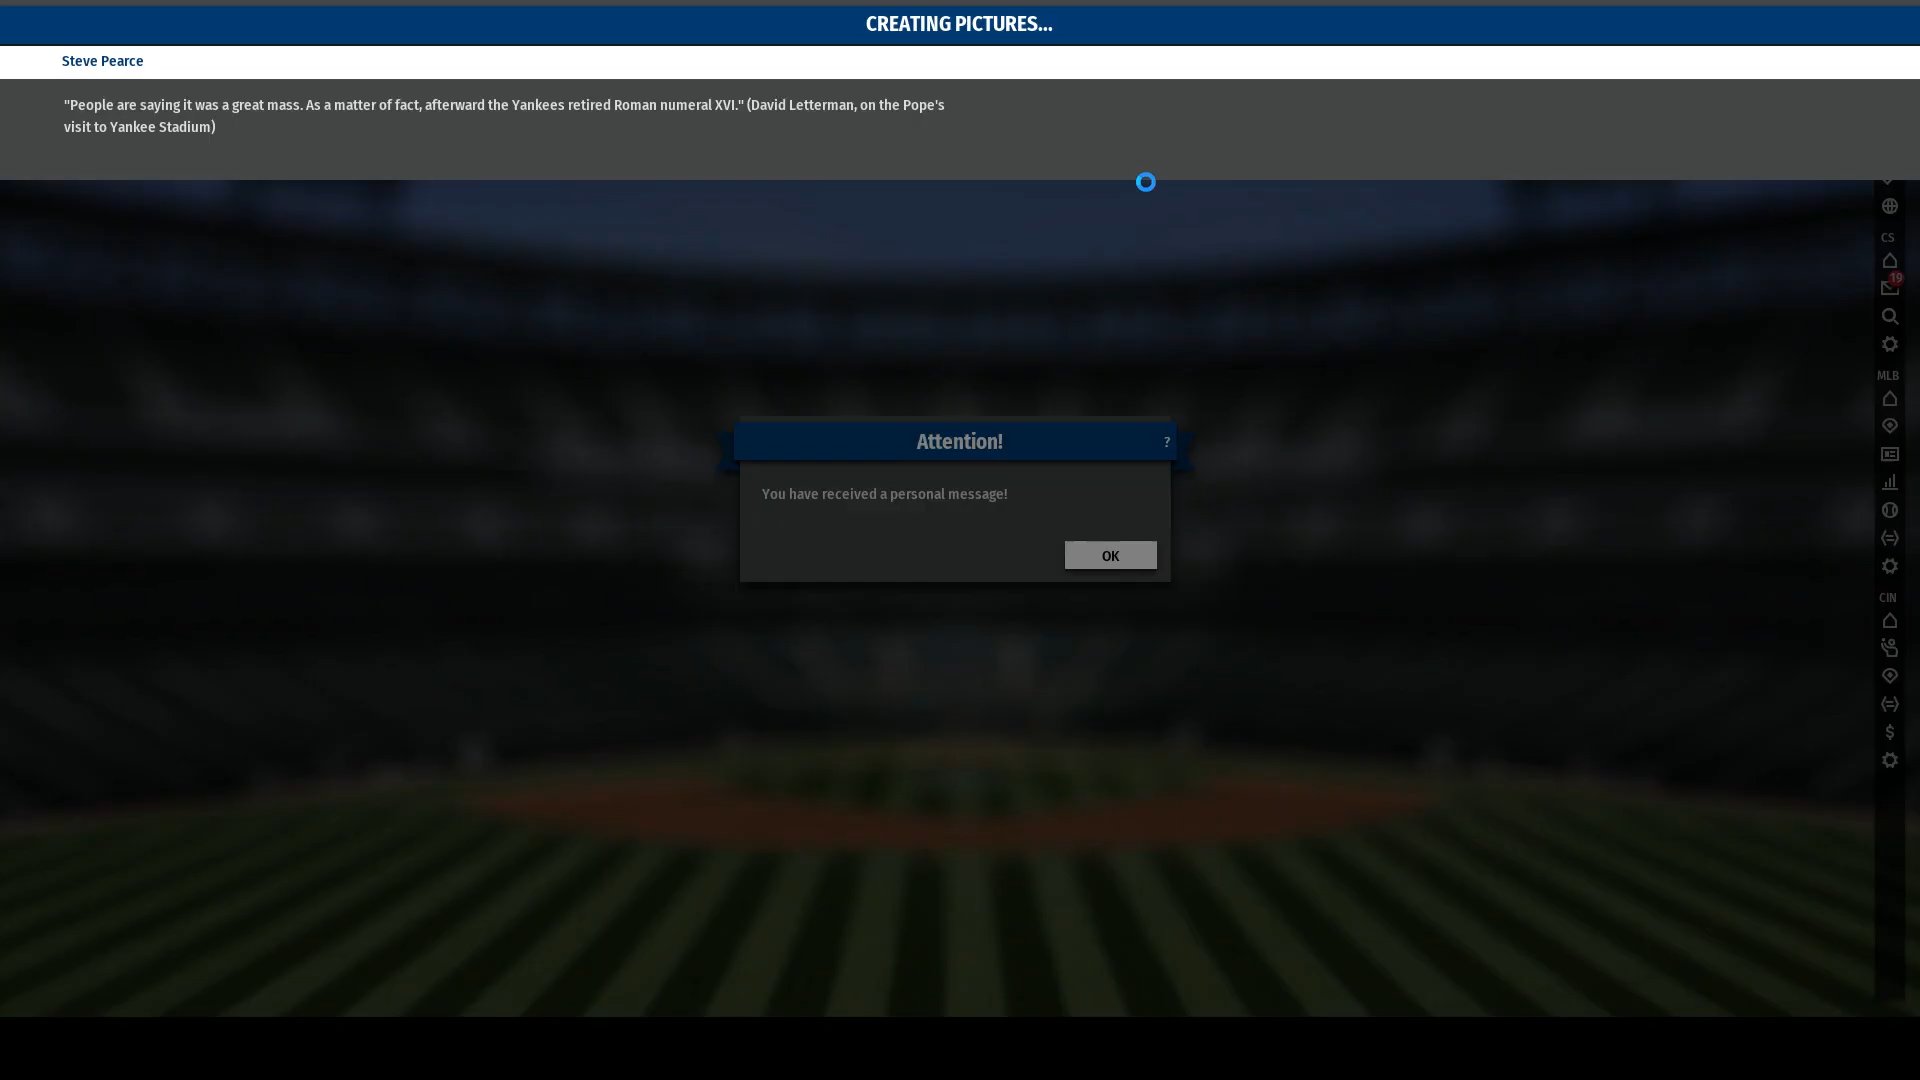 CREATING PICTURES...
Steve Pearce
"People are saying it was a great mass. As a matter of fact, afterward the Yankees retired Roman numeral XVI." (David Letterman, on the Pope's
visit to Yankee Stadium)
CS
19
MLB
Attention!
?
You have received a personal message!
OK
CIN